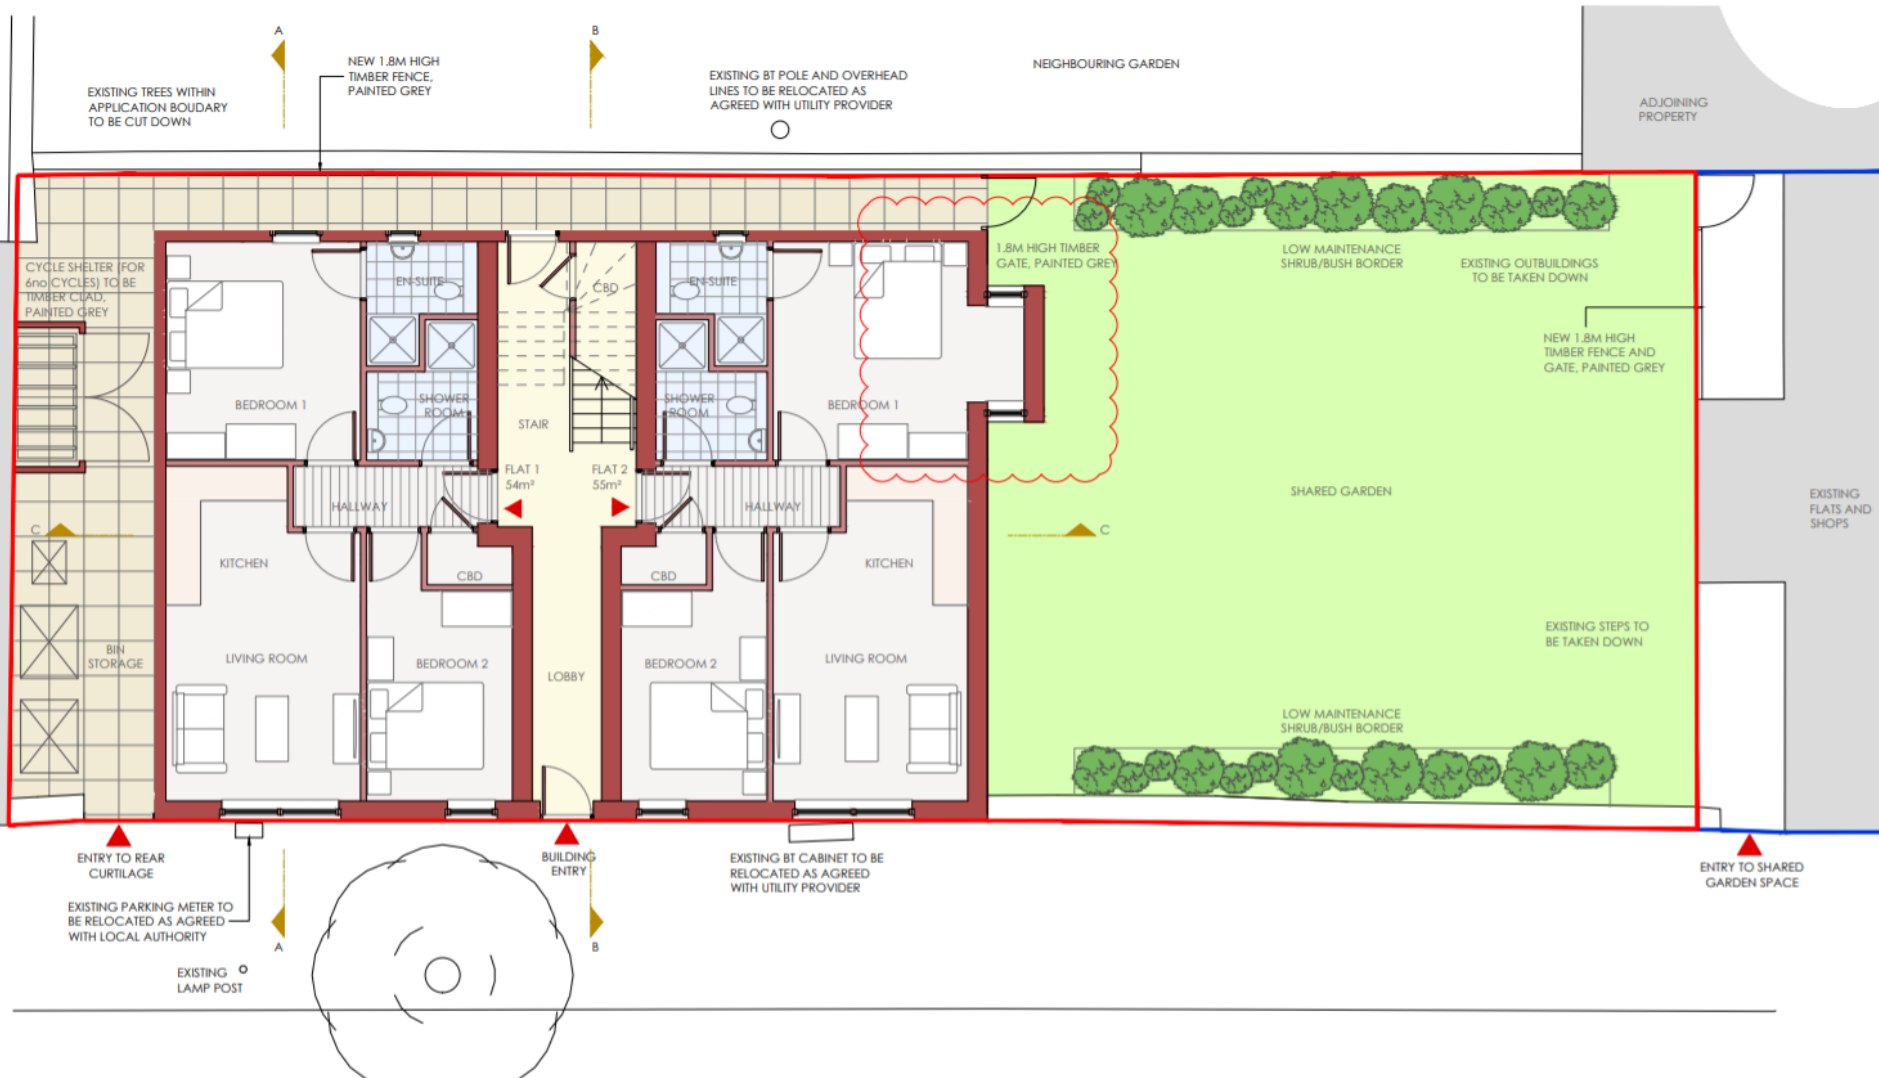 A
B
NEW 1.8M HIGH
TIMBER FENCE,
PAINTED GREY
EXISTING TREES WITHIN
APPLICATION BOUDARY
TO BE CUT DOWN
EXISTING BT POLE AND OVERHEAD
LINES TO BE RELOCATED AS
AGREED WITH UTILITY PROVIDER
NEIGHBOURING GARDEN
ADJOINING
PROPERTY
CYCLE SHELTER (FOR
6no CYCLES) TO BE
TIMBER CLAD,
PAINTED GREY
EN-SUITE
CBD
EN-SUITE
1.8M HIGH TIMBER
GATE, PAINTED GREY
LOW MAINTENANCE
SHRUB/BUSH BORDER
EXISTING OUTBUILDINGS
TO BE TAKEN DOWN
NEW 1.8M HIGH
TIMBER FENCE AND
GATE, PAINTED GREY
BEDROOM 1
SHOWER
ROOM
STAIR
SHOWER
ROOM
BEDROOM 1
FLAT 1
54m²
FLAT 2
55m²
HALLWAY
HALLWAY
SHARED GARDEN
EXISTING
FLATS AND
SHOPS
C
C
KITCHEN
CBD
CBD
KITCHEN
BIN
STORAGE
LIVING ROOM
BEDROOM 2
LOBBY
BEDROOM 2
LIVING ROOM
EXISTING STEPS TO
BE TAKEN DOWN
LOW MAINTENANCE
SHRUB/BUSH BORDER
ENTRY TO REAR
CURTILAGE
BUILDING
ENTRY
EXISTING BT CABINET TO BE
RELOCATED AS AGREED
WITH UTILITY PROVIDER
ENTRY TO SHARED
GARDEN SPACE
EXISTING PARKING METER TO
BE RELOCATED AS AGREED
WITH LOCAL AUTHORITY
A
B
EXISTING
LAMP POST